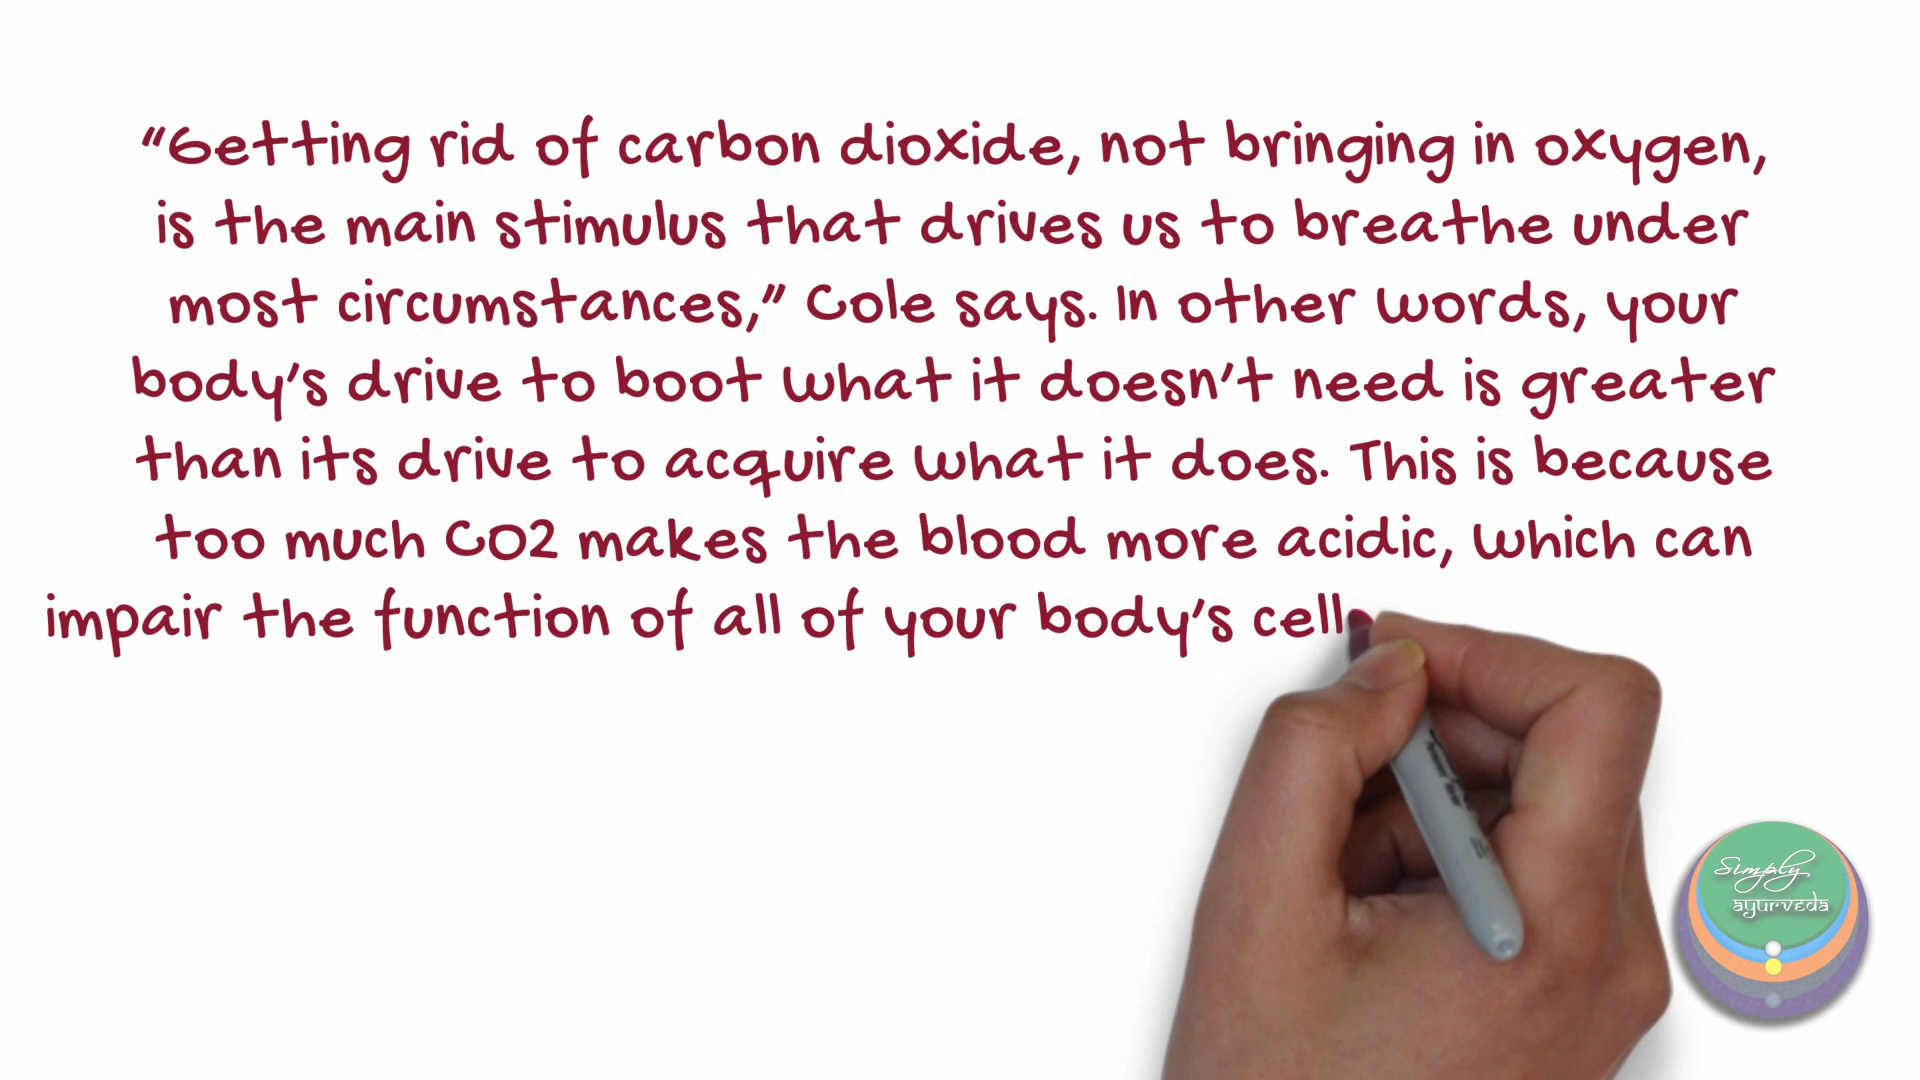 “Getting rid of carbon dioxide, not bringing in oxygen,
is the main stimulus that drives us to breathe under
most circumstances,” Cole says. In other words, your
body’s drive to boot what it doesn’t need is greater
than its drive to acquire what it does. This is because
too much CO2 makes the blood more acidic, which can
impair the function of all of your body’s cell
Simply
ayurveda